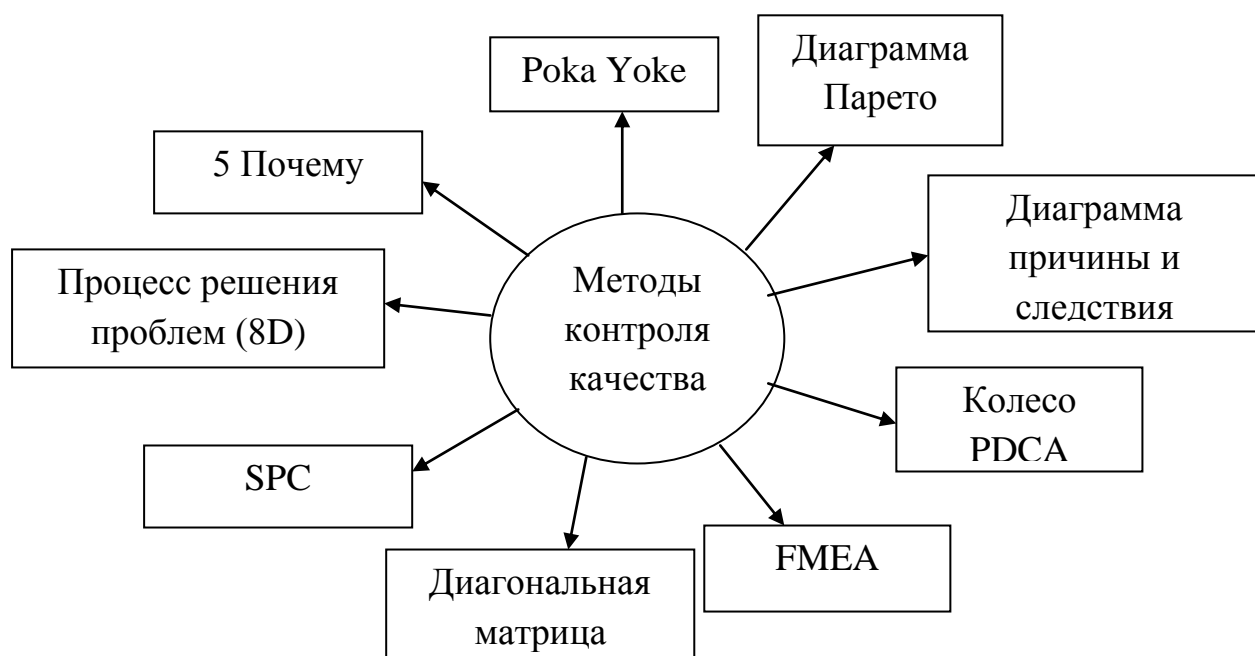 Poka Yoke
Диаграмма
Парето
5 Почему
Диаграмма
причины и
следствия
Процесс решения
проблем (8D)
Методы
контроля
качества
Колесо
PDCA
SPC
FMEA
Диагональная
матрица